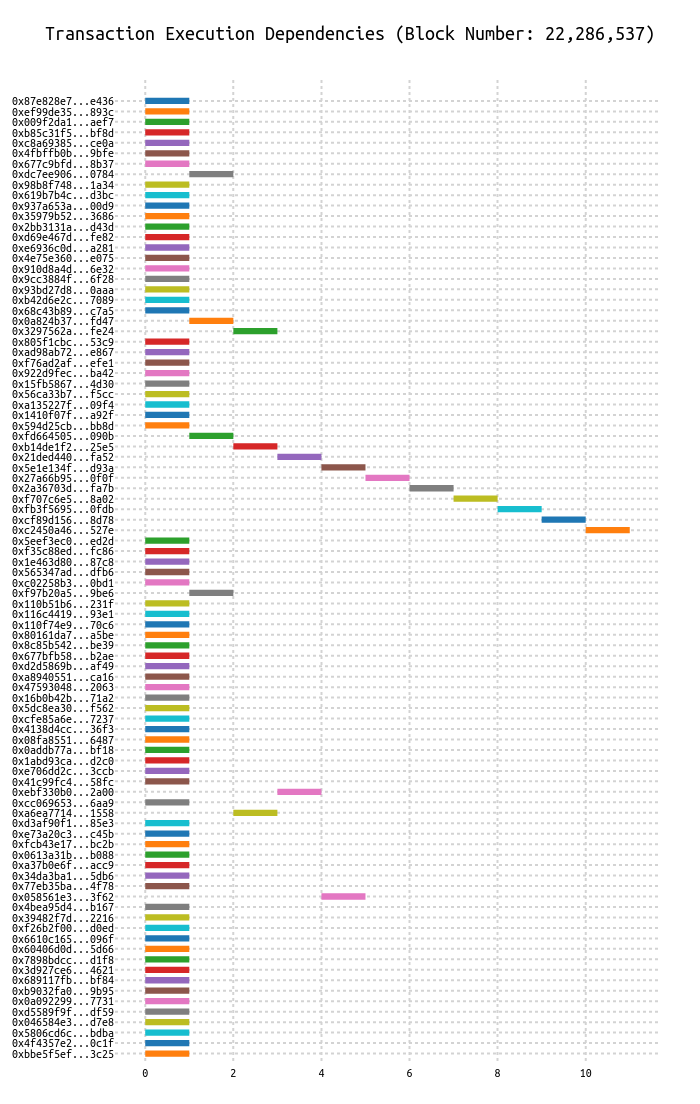 Transaction Execution Dependencies (Block Number: 22,286,537)
0x87e828e7...e436
0xef99de35...893c
0x009f2da1...aef7
0xb85c31f5...bf8d
0xc8a69385...ce0a
0x4fbffb0b...9bfe
0x677c9bfd...8b37
0xdc7ee906...0784
0x98b8f748...1a34
0x619b7b4c...d3bc
0x937a653a...00d9
0x35979b52...3686
0x2bb3131a...d43d
0xd69e467d...fe82
0xe6936c0d...a281
0x4e75e360...e075
0x910d8a4d...6e32
0x9cc3884f...6f28
0x93bd27d8...0aaa
0xb42d6e2c...7089
0x68c43b89...c7a5
0x0a824b37...fd47
0x3297562a...fe24
0x805f1cbc...53c9
0xad98ab72...e867
0xf76ad2af...efe1
0x922d9fec...ba42
0x15fb5867...4d30
0x56ca33b7...f5cc
0xa135227f...09f4
0x1410f07f...a92f
0x594d25cb...bb8d
0xfd664505...090b
0xb14de1f2...25e5
0x21ded440...fa52
0x5e1e134f...d93a
0x27a66b95...0f0f
0x2a36703d...fa7b
0xf707c6e5...8a02
0xfb3f5695...0fdb
0xcf89d156...8d78
0xc2450a46...527e
0x5eef3ec0...ed2d
0xf35c88ed...fc86
0x1e463d80...87c8
0x565347ad...dfb6
0xc02258b3...0bd1
0xf97b20a5...9be6
0x110b51b6...231f
0x116c4419...93e1
0x110f74e9...70c6
0x80161da7...a5be
0x8c85b542...be39
0x677bfb58...b2ae
0xd2d5869b...af49
0xa8940551...ca16
0x47593048...2063
0x16b0b42b...71a2
0x5dc8ea30...f562
0xcfe85a6e...7237
0x4138d4cc...36f3
0x08fa8551...6487
0x0addb77a...bf18
0x1abd93ca...d2c0
0xe706dd2c...3ccb
0x41c99fc4...58fc
0xebf330b0...2a00
0xcc069653...6aa9
0xa6ea7714...1558
0xd3af90f1...85e3
0xe73a20c3...c45b
0xfcb43e17...bc2b
0x0613a31b...b088
0xa37b0e6f...acc9
0x34da3ba1...5db6
0x77eb35ba...4f78
0x058561e3...3f62
0x4bea95d4...b167
0x39482f7d...2216
0xf26b2f00...d0ed
0x6610c165...096f
0x60406d0d...5d66
0x7898bdcc...d1f8
0x3d927ce6...4621
0x689117fb...bf84
0xb9032fa0...9b95
0x0a092299...7731
0xd5589f9f...df59
0x046584e3...d7e8
0x5806cd6c...bdba
0x4f4357e2...0c1f
0xbbe5f5ef...3c25
0 2 4 6 8 10